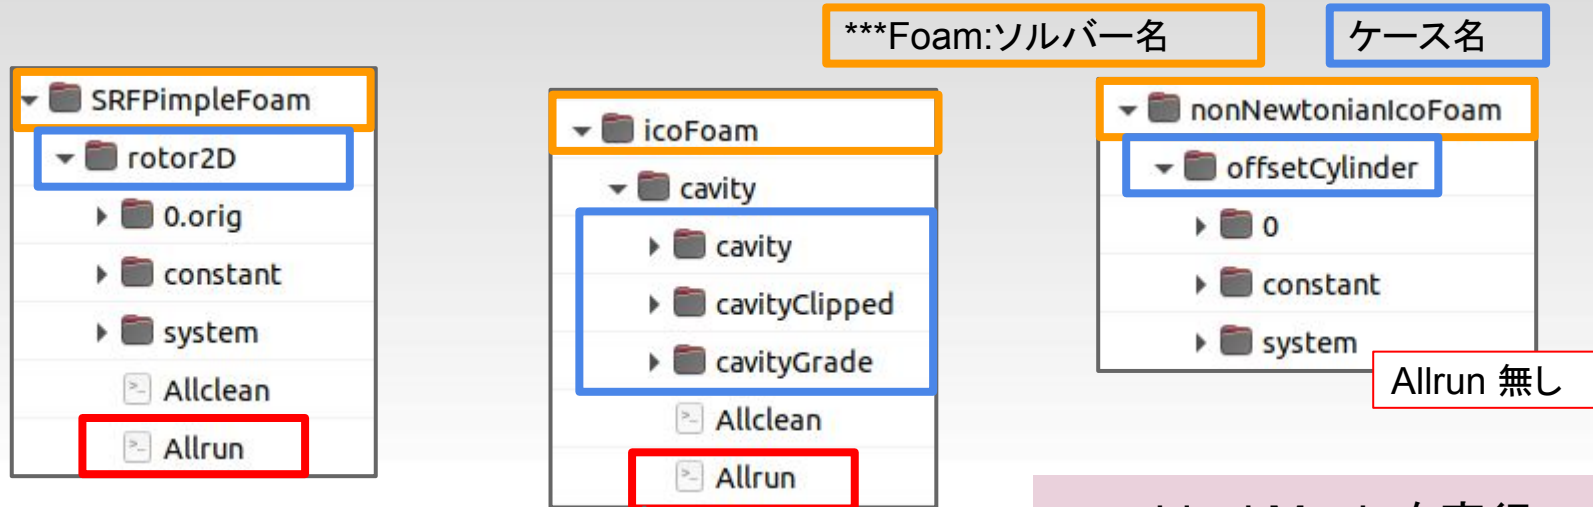 ***Foam:ソルバー名
ケース名
SRFPimpleFoam
rotor2D
0.orig
constant
system
Allclean
Allrun
icoFoam
cavity
cavity
cavityClipped
cavityGrade
Allclean
Allrun
nonNewtonianIcoFoam
offsetCylinder
0
constant
system
Allrun 無し